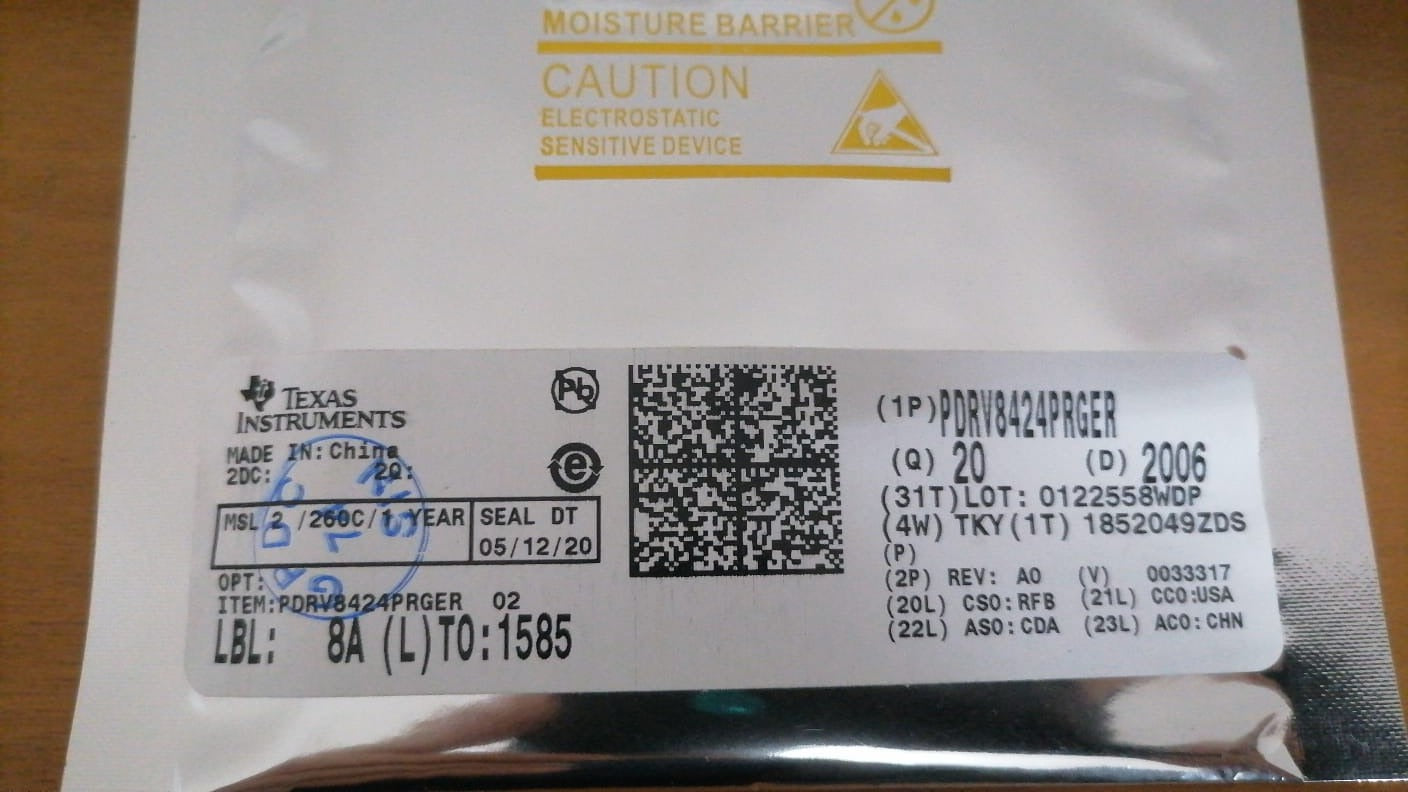 MOISTURE BARRIER
CAUTION
ELECTROSTATIC
SENSITIVE DEVICE
TEXAS
INSTRUMENTS
MADE IN: China
2DC: 2Q:
MSL 2 /260C/1 YEAR
SEAL DT
05/12/20
OPT:
ITEM:PDRV8424PRGER 02
LBL: 8A (L)TO:1585
Pb
e
(1P)PDRV8424PRGER
(Q) 20 (D) 2006
(31T)LOT: 0122558WDP
(4W) TKY(1T) 1852049ZDS
(P)
(2P) REV: A0 (V) 0033317
(20L) CSO:RFB (21L) CCO:USA
(22L) ASO:CDA (23L) ACO:CHN